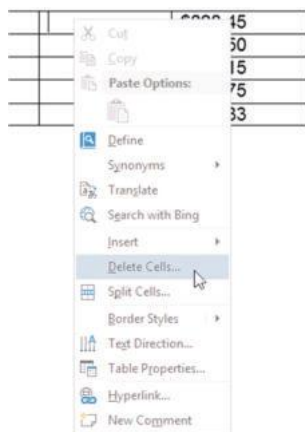 45
50
15
75
33
Cut
Copy
Paste Options:
Define
Synonyms
Translate
Search with Bing
Insert
Delete Cells...
Split Cells...
Border Styles
Text Direction...
Table Properties...
Hyperlink...
New Comment